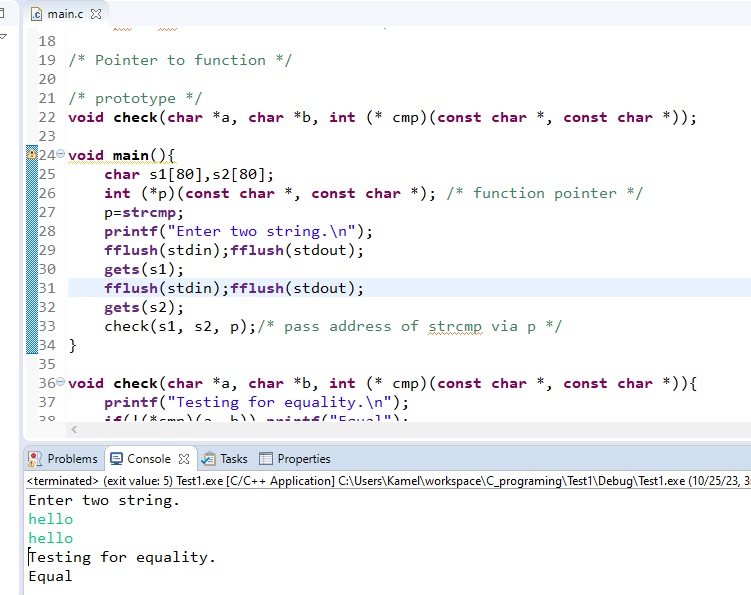 main.c
18
19 /* Pointer to function */
20
21 /* prototype */
22 void check(char *a, char *b, int (* cmp)(const char *, const char *));
23
24 void main(){
25     char s1[80],s2[80];
26     int (*p)(const char *, const char *); /* function pointer */
27     p=strcmp;
28     printf("Enter two string.\n");
29     fflush(stdin);fflush(stdout);
30     gets(s1);
31     fflush(stdin);fflush(stdout);
32     gets(s2);
33     check(s1, s2, p);/* pass address of strcmp via p */
34 }
35
36 void check(char *a, char *b, int (* cmp)(const char *, const char *)){
37     printf("Testing for equality.\n");
38     if(!(*cmp)(a, b)) printf("Equal");
Problems Console Tasks Properties
<terminated> (exit value: 5) Test1.exe [C/C++ Application] C:\Users\Kamel\workspace\C_programing\Test1\Debug\Test1.exe (10/25/23, 3:
Enter two string.
hello
hello
Testing for equality.
Equal